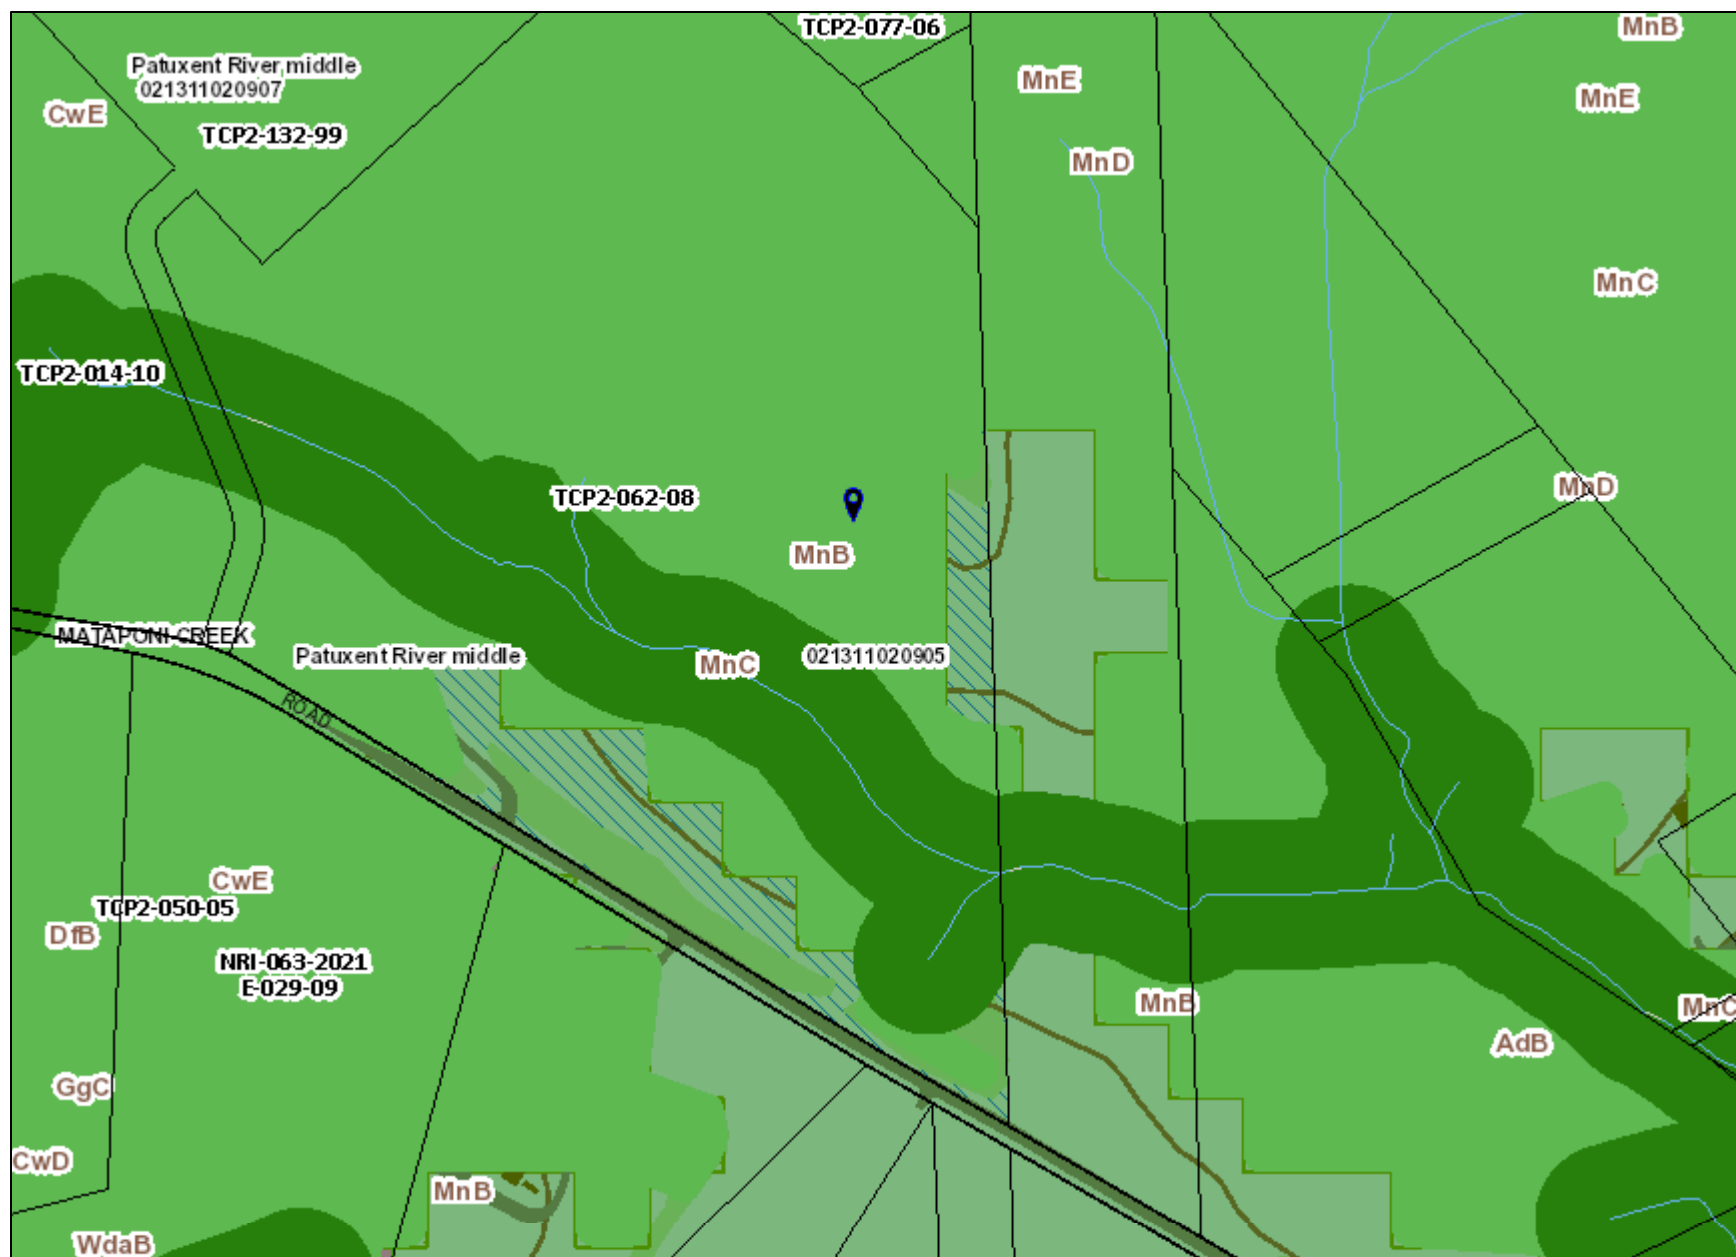 TCP2-077-06
MnB
Patuxent River middle
021311020907
MnE
MnE
CwE
TCP2-132-99
MnD
MnC
TCP2-014-10
TCP2-062-08
MnD
MnB
MATAPONI CREEK
Patuxent River middle
MnC
021311020905
ROAD
CwE
TCP2-050-05
DfB
NRI-063-2021
E-029-09
MnB
MnC
AdB
GgC
CwD
MnB
WdaB